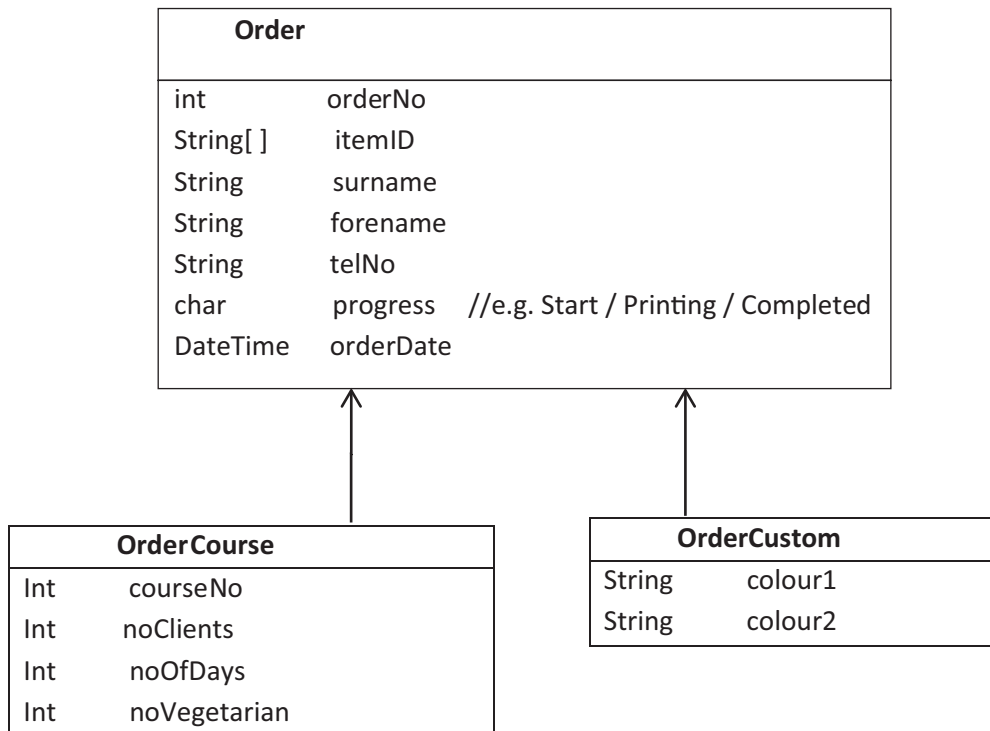 Order
int orderNo
String[ ] itemID
String surname
String forename
String telNo
char progress //e.g. Start / Printing / Completed
DateTime orderDate
OrderCourse
Int courseNo
Int noClients
Int noOfDays
Int noVegetarian
OrderCustom
String colour1
String colour2